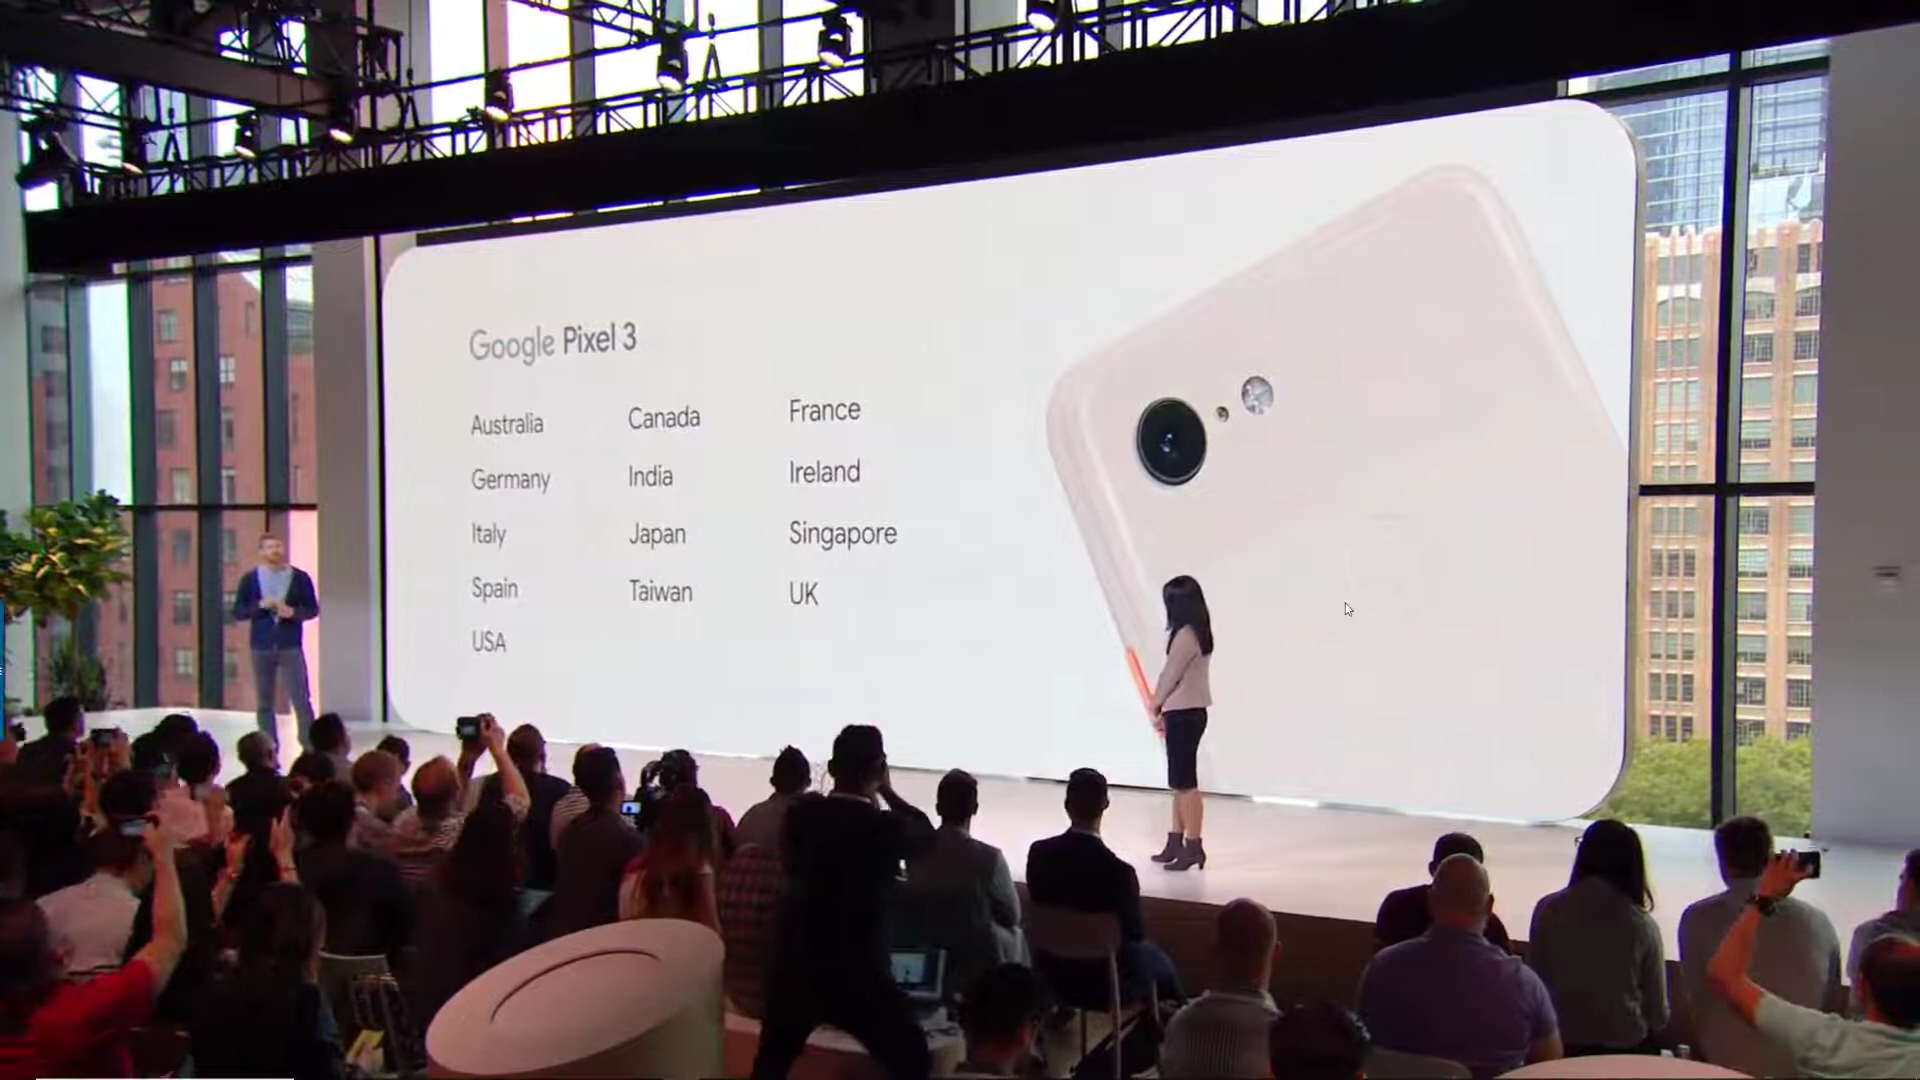 Google Pixel 3
Australia Canada France
Germany India Ireland
Italy Japan Singapore
Spain Taiwan UK
USA